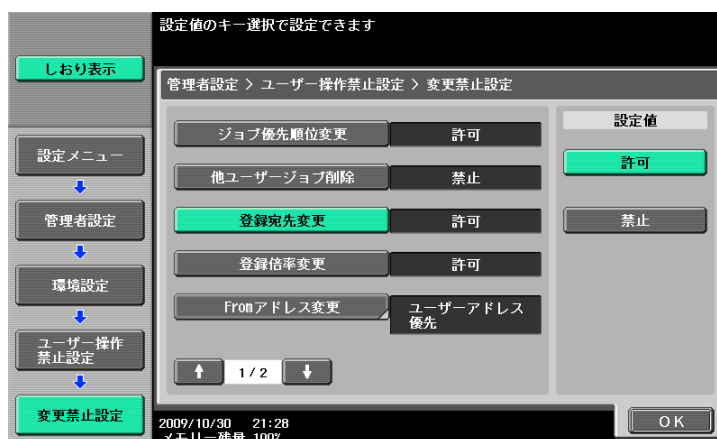 設定値のキー選択で設定できます
しおり表示
管理者設定 > ユーザー操作禁止設定 > 変更禁止設定
設定メニュー
管理者設定
環境設定
ユーザー操作
禁止設定
変更禁止設定
ジョブ優先順位変更 許可
他ユーザージョブ削除 禁止
登録宛先変更 許可
登録倍率変更 許可
Fromアドレス変更 ユーザーアドレス
優先
↑ 1/2 ↓
設定値
許可
禁止
2009/10/30 21:28
メモリー残量 100%
OK